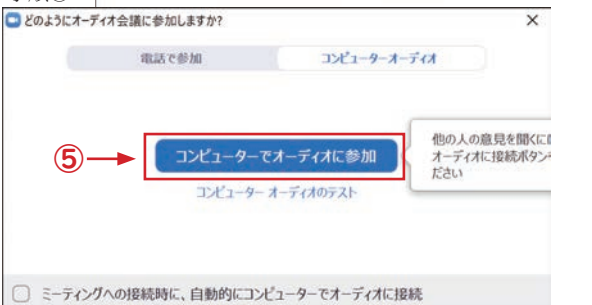 どのようにオーディオ会議に参加しますか?
電話で参加
コンピューターオーディオ
⑤
コンピューターでオーディオに参加
他の人の意見を聞くに
オーディオに接続ボタン
ださい
コンピューター オーディオのテスト
ミーティングへの接続時に、自動的にコンピューターでオーディオに接続